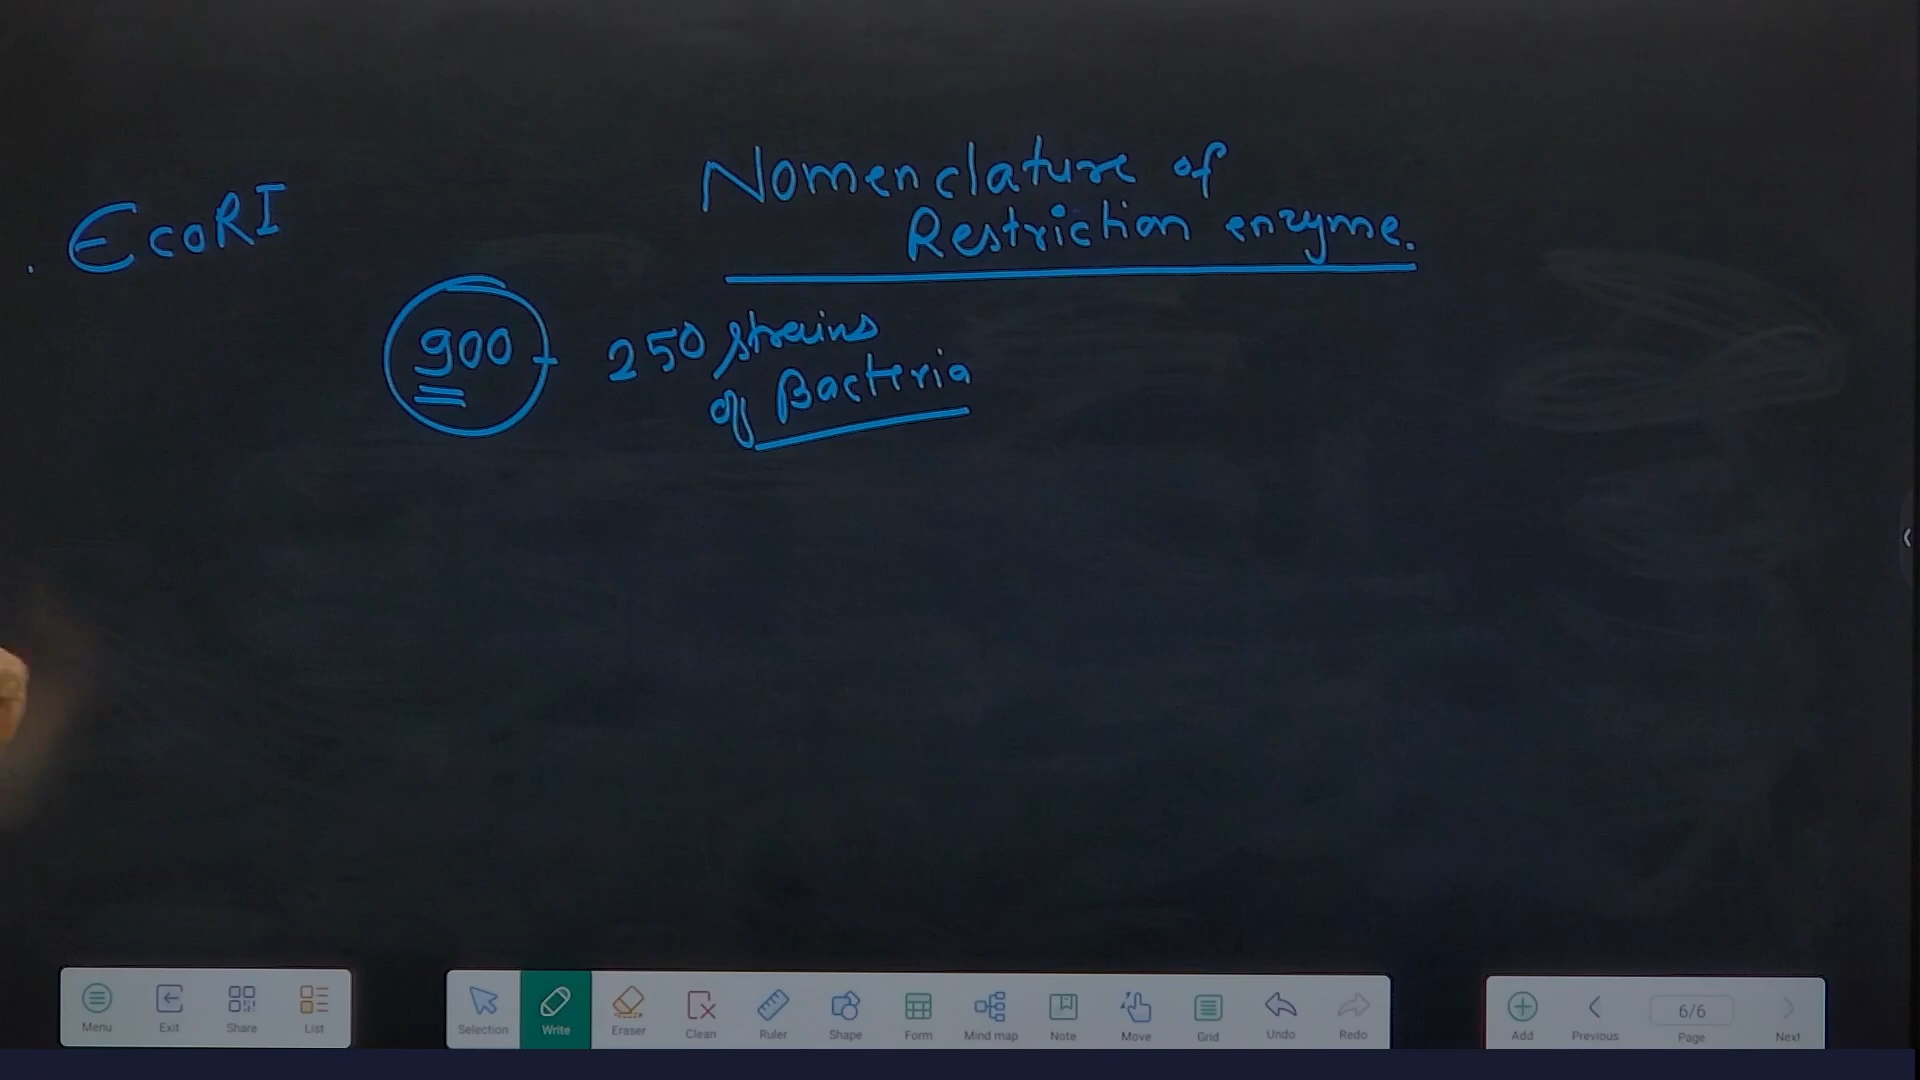 Nomenclature of
Restriction enzyme.
. EcoRI
900 - 250 strains
of Bacteria
Menu
Exit
Share
List
Selection
Write
Eraser
Clean
Ruler
Shape
Form
Mind map
Note
Move
Grid
Undo
Redo
Add
Previous
6/6
Page
Next